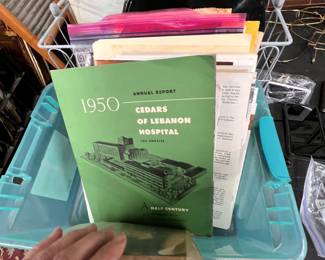 ANNUAL REPORT
1950
CEDARS
OF LEBANON
HOSPITAL
LOS ANGELES
HALF CENTURY